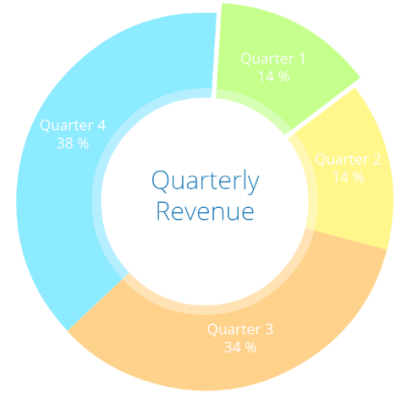 Quarter 1
14 %
Quarter 4
38 %
Quarter 2
14 %
Quarterly
Revenue
Quarter 3
34 %